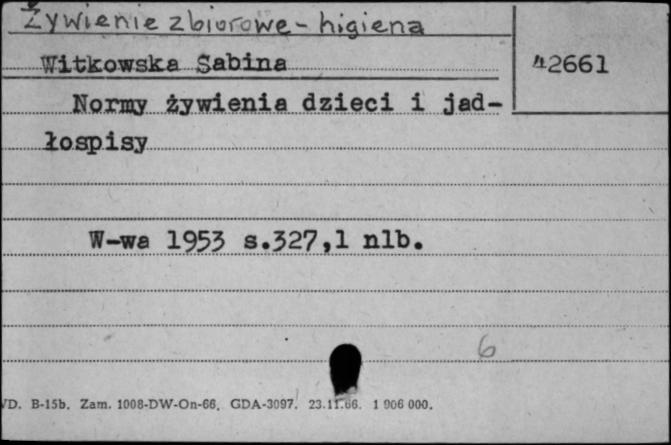 Żywienie zbiorowe - higiena
Witkowska Sabina
42661
Normy żywienia dzieci i jad-
łospisy
W-wa 1953 s.327,1 nlb.
6
WD. B-15b. Zam. 1008-DW-On-66. GDA-3097. 23.11.66. 1 906 000.